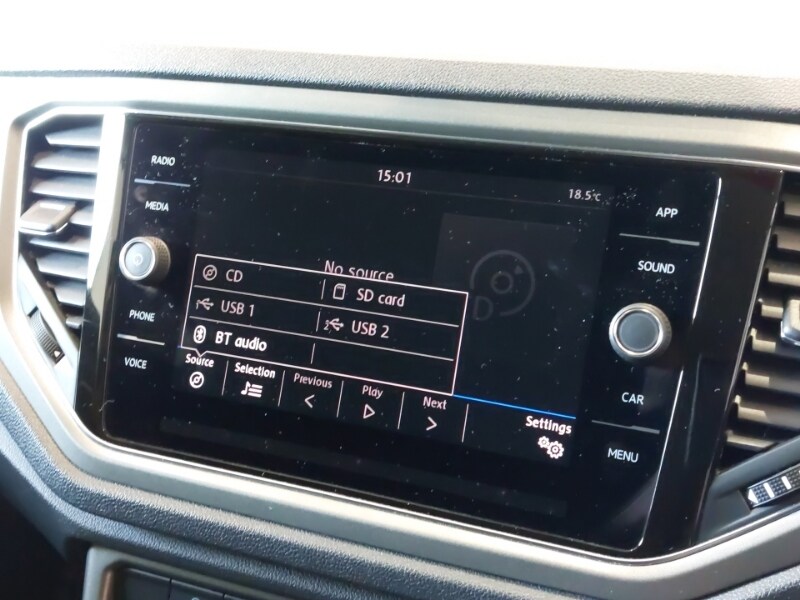 RADIO
MEDIA
PHONE
VOICE
15:01
18.5°C
No source
CD
SD card
USB 1
USB 2
BT audio
Source
Selection
Previous
Play
Next
Settings
APP
SOUND
CAR
MENU